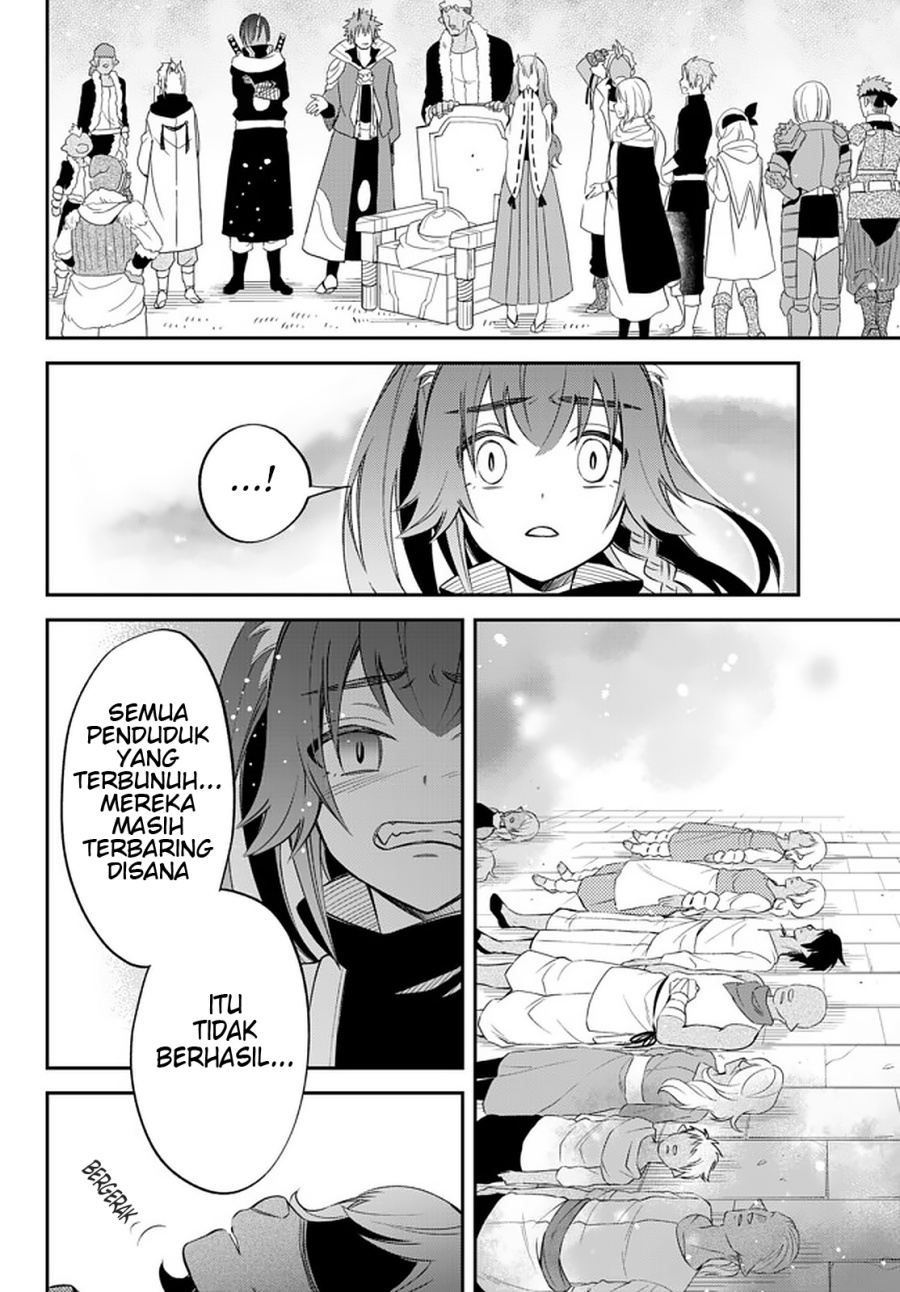 ...!
SEMUA
PENDUDUK
YANG
TERBUNUH...
MEREKA
MASIH
TERBARING
DISANA
ITU
TIDAK
BERHASIL...
BERGERAK